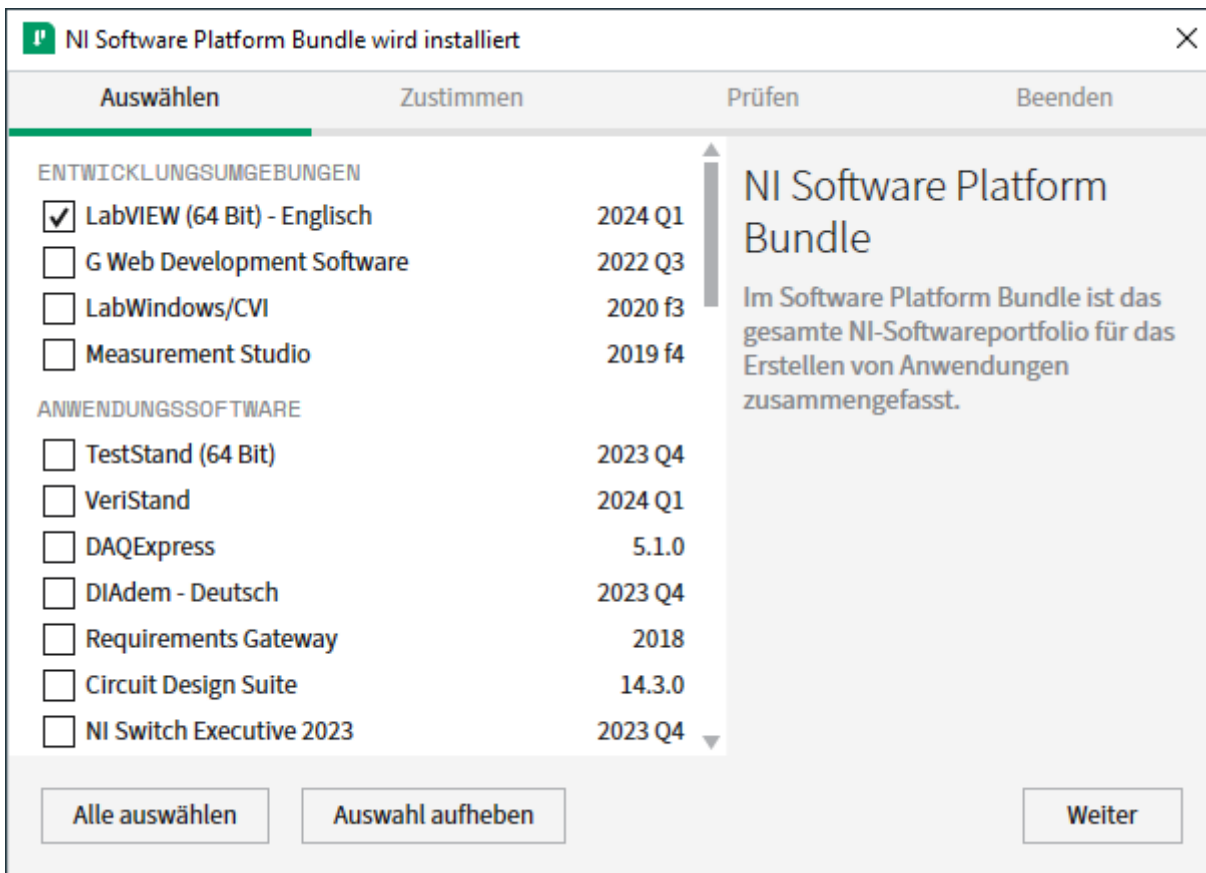 NI Software Platform Bundle wird installiert
Auswählen Zustimmen Prüfen Beenden
ENTWICKLUNGSUMGEBUNGEN
LabVIEW (64 Bit) - Englisch 2024 Q1
G Web Development Software 2022 Q3
LabWindows/CVI 2020 f3
Measurement Studio 2019 f4
ANWENDUNGSSOFTWARE
TestStand (64 Bit) 2023 Q4
VeriStand 2024 Q1
DAQExpress 5.1.0
DIAdem - Deutsch 2023 Q4
Requirements Gateway 2018
Circuit Design Suite 14.3.0
NI Switch Executive 2023 2023 Q4
NI Software Platform
Bundle
Im Software Platform Bundle ist das
gesamte NI-Softwareportfolio für das
Erstellen von Anwendungen
zusammengefasst.
Alle auswählen Auswahl aufheben Weiter